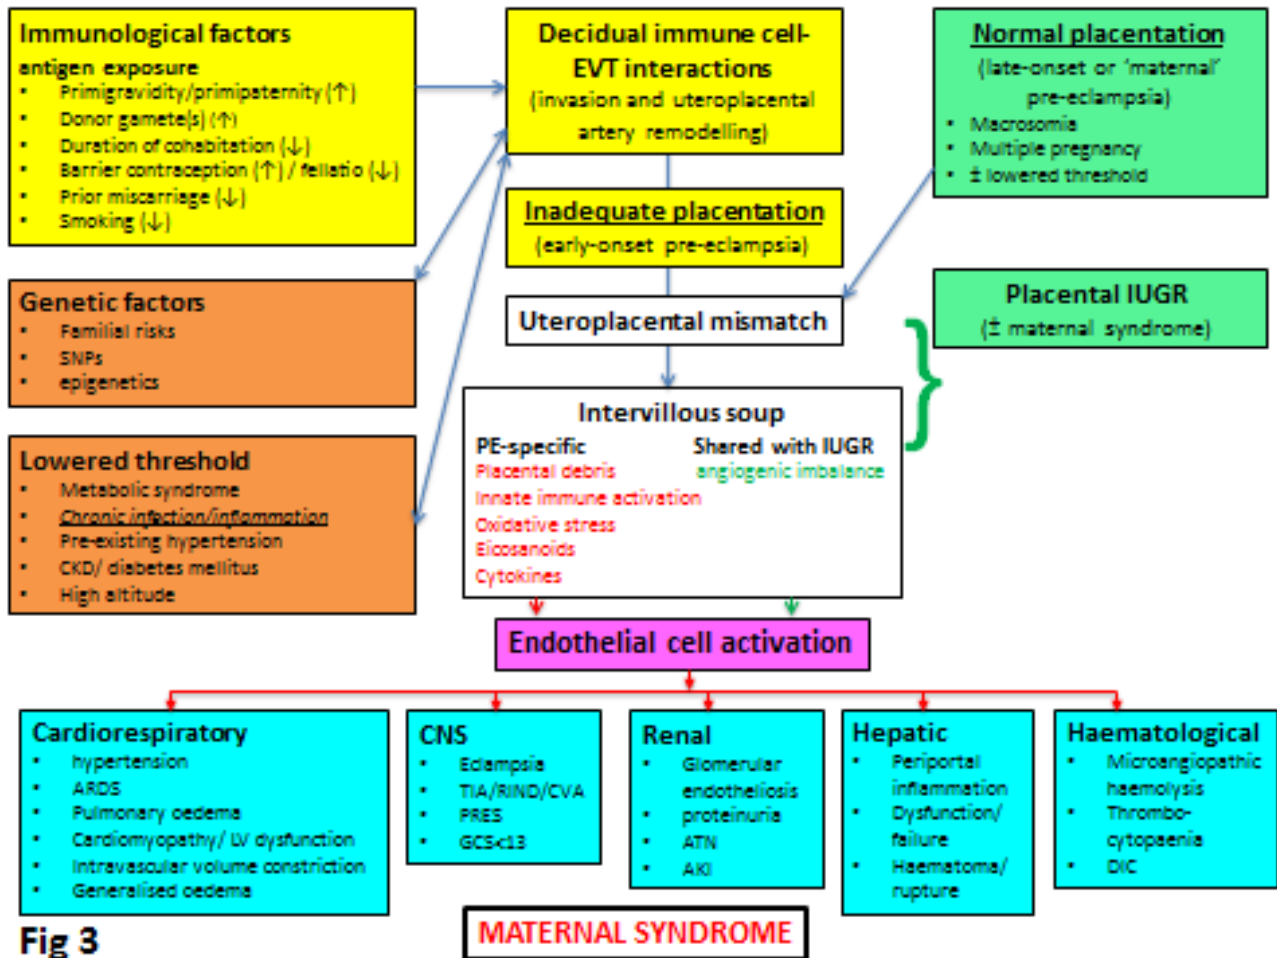 Immunological factors
antigen exposure
• Primigravidity/primipaternity (↑)
• Donor gamete(s) (↑)
• Duration of cohabitation (↓)
• Barrier contraception (↑) / fellatio (↓)
• Prior miscarriage (↓)
• Smoking (↓)
Genetic factors
• Familial risks
• SNPs
• epigenetics
Lowered threshold
• Metabolic syndrome
• Chronic infection/inflammation
• Pre-existing hypertension
• CKD/ diabetes mellitus
• High altitude
Decidual immune cell-
EVT interactions
(invasion and uteroplacental
artery remodelling)
Inadequate placentation
(early-onset pre-eclampsia)
Uteroplacental mismatch
Intervillous soup
PE-specific
Placental debris
Innate immune activation
Oxidative stress
Eicosanoids
Cytokines
Shared with IUGR
angiogenic imbalance
Normal placentation
(late-onset or ‘maternal’
pre-eclampsia)
• Macrosomia
• Multiple pregnancy
• ± lowered threshold
Placental IUGR
(± maternal syndrome)
Endothelial cell activation
Cardiorespiratory
• hypertension
• ARDS
• Pulmonary oedema
• Cardiomyopathy/ LV dysfunction
• Intravascular volume constriction
• Generalised oedema
CNS
• Eclampsia
• TIA/RIND/CVA
• PRES
• GCS<13
Renal
• Glomerular
endotheliosis
• proteinuria
• ATN
• AKI
Hepatic
• Periportal
inflammation
• Dysfunction/
failure
• Haematoma/
rupture
Haematological
• Microangiopathic
haemolysis
• Thrombo-
cytopaenia
• DIC
Fig 3
MATERNAL SYNDROME